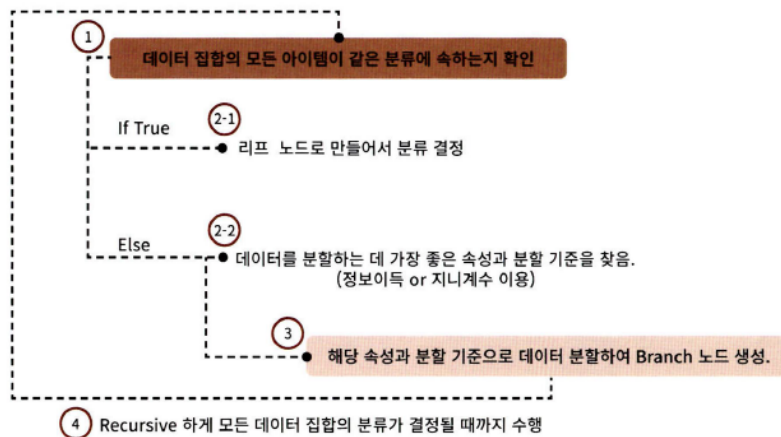 1
데이터 집합의 모든 아이템이 같은 분류에 속하는지 확인
If True
2-1
리프 노드로 만들어서 분류 결정
Else
2-2
데이터를 분할하는 데 가장 좋은 속성과 분할 기준을 찾음.
(정보이득 or 지니계수 이용)
3
해당 속성과 분할 기준으로 데이터 분할하여 Branch 노드 생성.
4 Recursive 하게 모든 데이터 집합의 분류가 결정될 때까지 수행